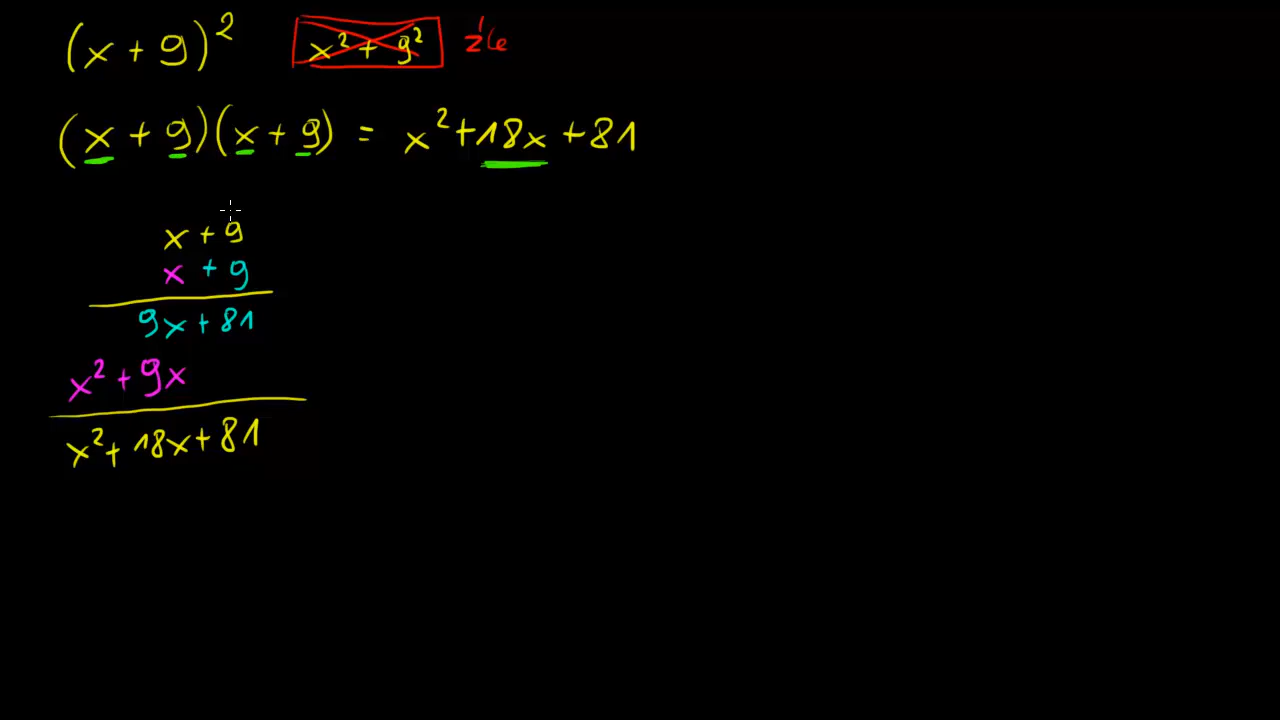 (x + 9)² x² + 9² źle
(x + 9)(x + 9) = x² + 18x + 81
x + 9
x + 9
9x + 81
x² + 9x
x² + 18x + 81